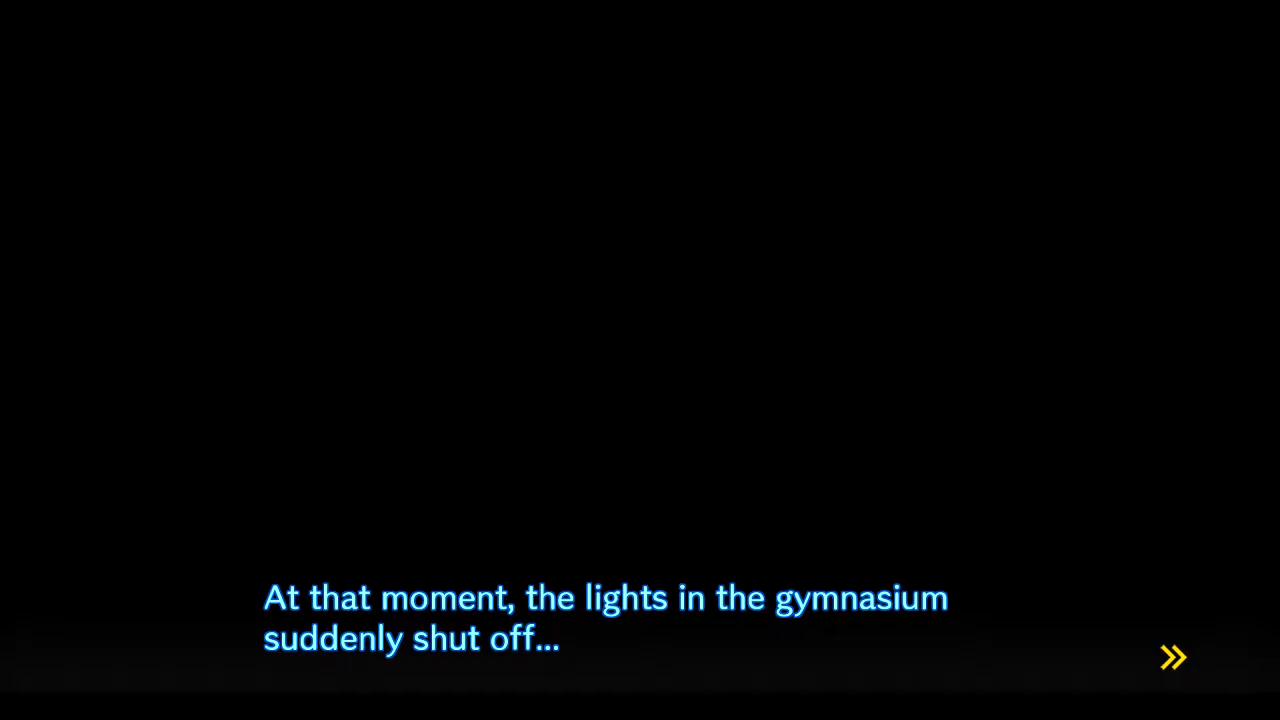 At that moment, the lights in the gymnasium
suddenly shut off...